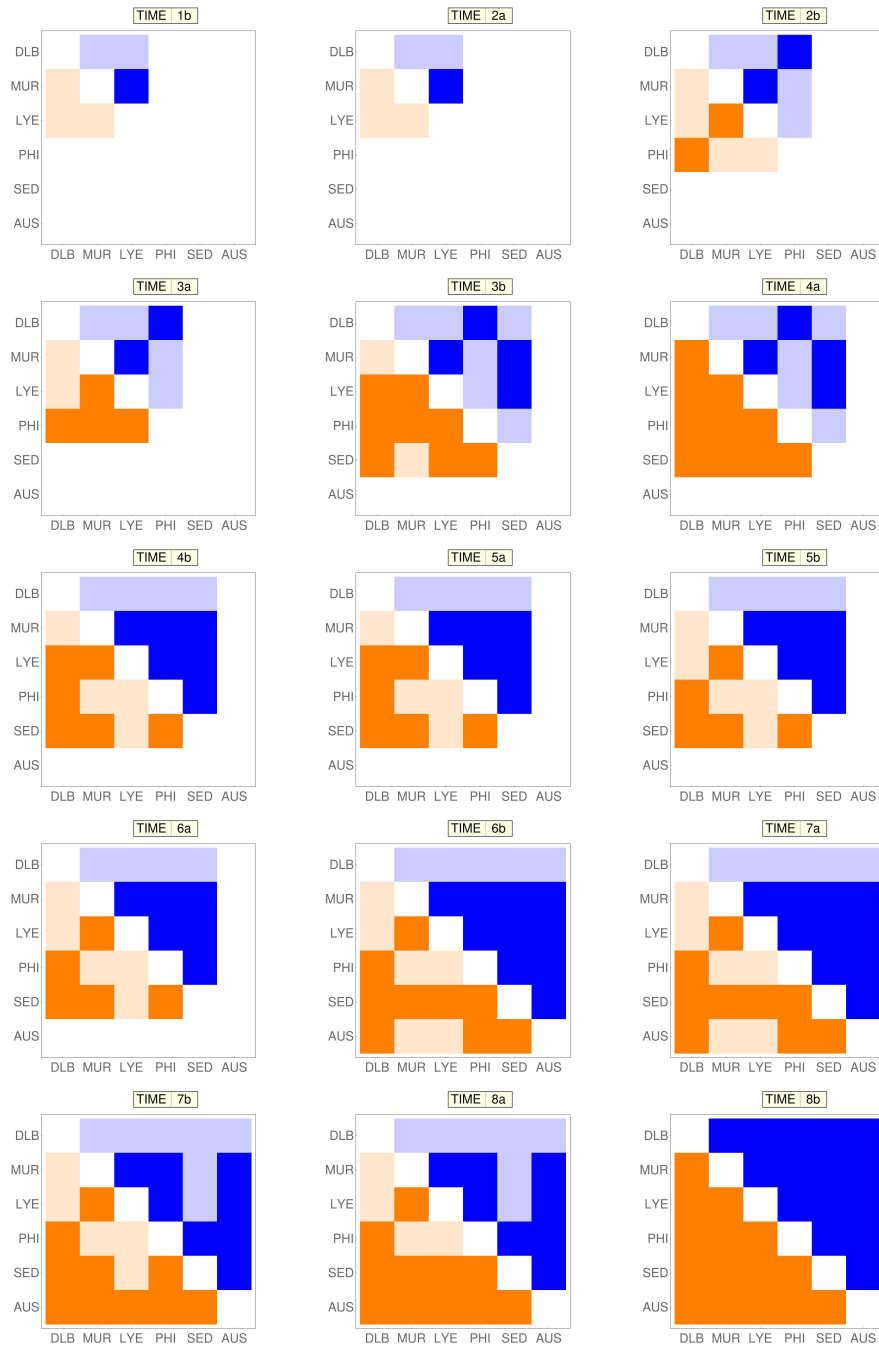 TIME 1b TIME 2a TIME 2b
DLB DLB DLB
MUR MUR MUR
LYE LYE LYE
PHI PHI PHI
SED SED SED
AUS AUS AUS
DLB MUR LYE PHI SED AUS DLB MUR LYE PHI SED AUS DLB MUR LYE PHI SED AUS
TIME 3a TIME 3b TIME 4a
DLB DLB DLB
MUR MUR MUR
LYE LYE LYE
PHI PHI PHI
SED SED SED
AUS AUS AUS
DLB MUR LYE PHI SED AUS DLB MUR LYE PHI SED AUS DLB MUR LYE PHI SED AUS
TIME 4b TIME 5a TIME 5b
DLB DLB DLB
MUR MUR MUR
LYE LYE LYE
PHI PHI PHI
SED SED SED
AUS AUS AUS
DLB MUR LYE PHI SED AUS DLB MUR LYE PHI SED AUS DLB MUR LYE PHI SED AUS
TIME 6a TIME 6b TIME 7a
DLB DLB DLB
MUR MUR MUR
LYE LYE LYE
PHI PHI PHI
SED SED SED
AUS AUS AUS
DLB MUR LYE PHI SED AUS DLB MUR LYE PHI SED AUS DLB MUR LYE PHI SED AUS
TIME 7b TIME 8a TIME 8b
DLB DLB DLB
MUR MUR MUR
LYE LYE LYE
PHI PHI PHI
SED SED SED
AUS AUS AUS
DLB MUR LYE PHI SED AUS DLB MUR LYE PHI SED AUS DLB MUR LYE PHI SED AUS